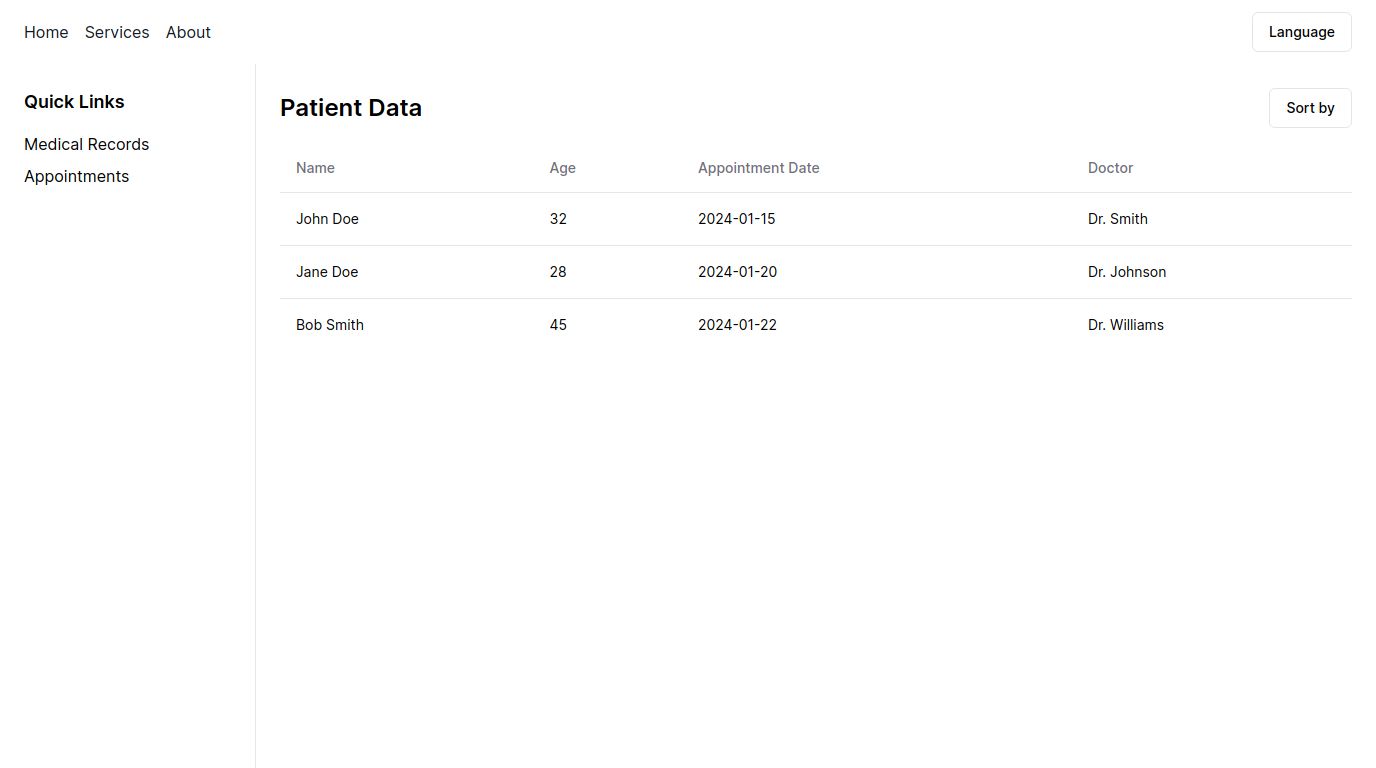 Home Services About Language
Quick Links
Medical Records
Appointments
Patient Data Sort by
Name Age Appointment Date Doctor
John Doe 32 2024-01-15 Dr. Smith
Jane Doe 28 2024-01-20 Dr. Johnson
Bob Smith 45 2024-01-22 Dr. Williams